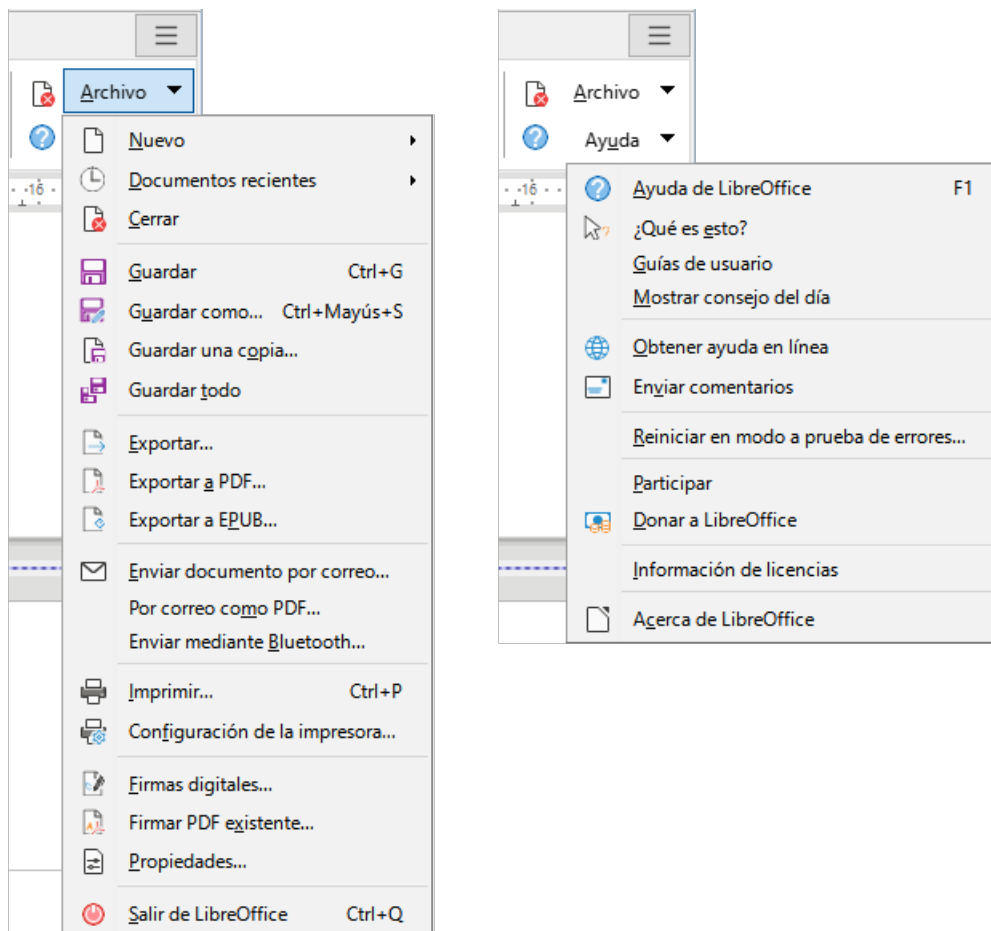 Archivo
Nuevo
Documentos recientes
Cerrar
Guardar Ctrl+G
Guardar como... Ctrl+Mayús+S
Guardar una copia...
Guardar todo
Exportar...
Exportar a PDF...
Exportar a EPUB...
Enviar documento por correo...
Por correo como PDF...
Enviar mediante Bluetooth...
Imprimir... Ctrl+P
Configuración de la impresora...
Firmas digitales...
Firmar PDF existente...
Propiedades...
Salir de LibreOffice Ctrl+Q
16
Archivo
Ayuda
16
Ayuda de LibreOffice F1
¿Qué es esto?
Guías de usuario
Mostrar consejo del día
Obtener ayuda en línea
Enviar comentarios
Reiniciar en modo a prueba de errores...
Participar
Donar a LibreOffice
Información de licencias
Acerca de LibreOffice